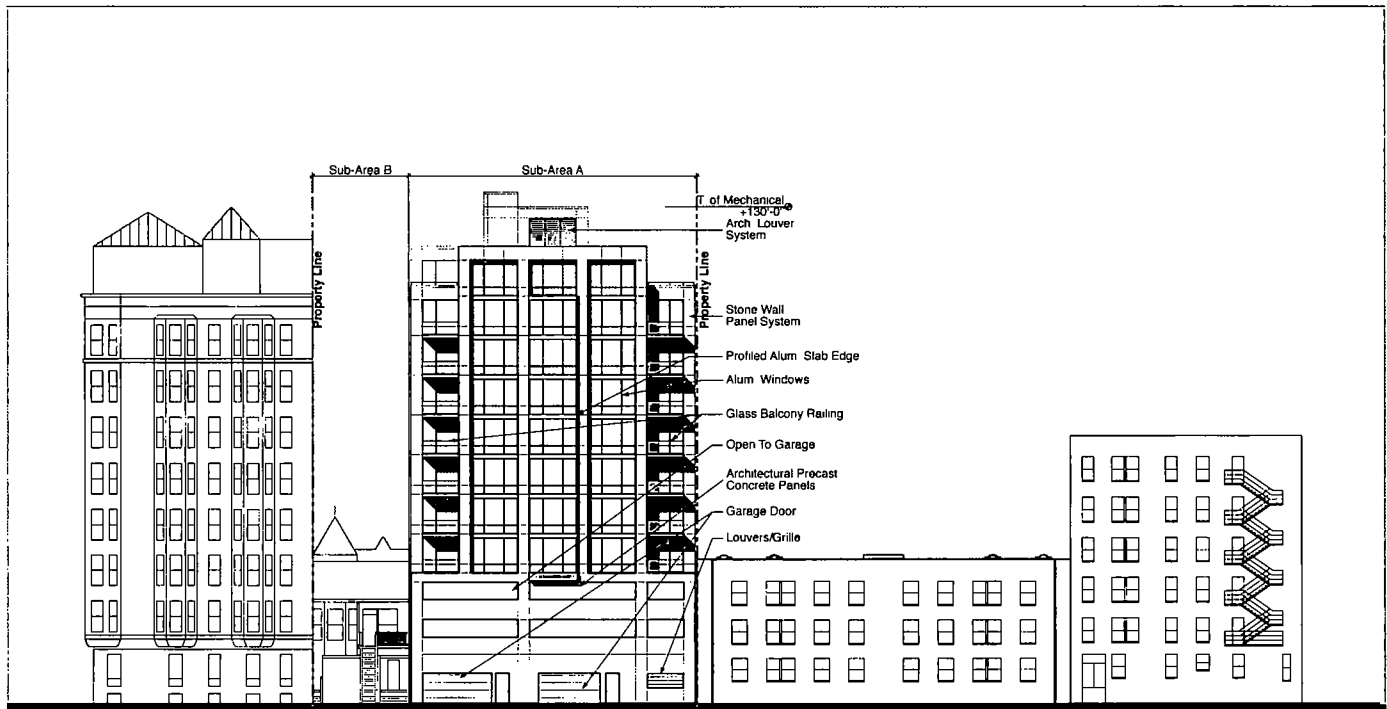 Sub-Area B
Sub-Area A
T of Mechanical
+130'-0"
Arch Louver
System
Property Line
Property Line
Stone Wall
Panel System
Profiled Alum Slab Edge
Alum Windows
Glass Balcony Railing
Open To Garage
Architectural Precast
Concrete Panels
Garage Door
Louvers/Grille